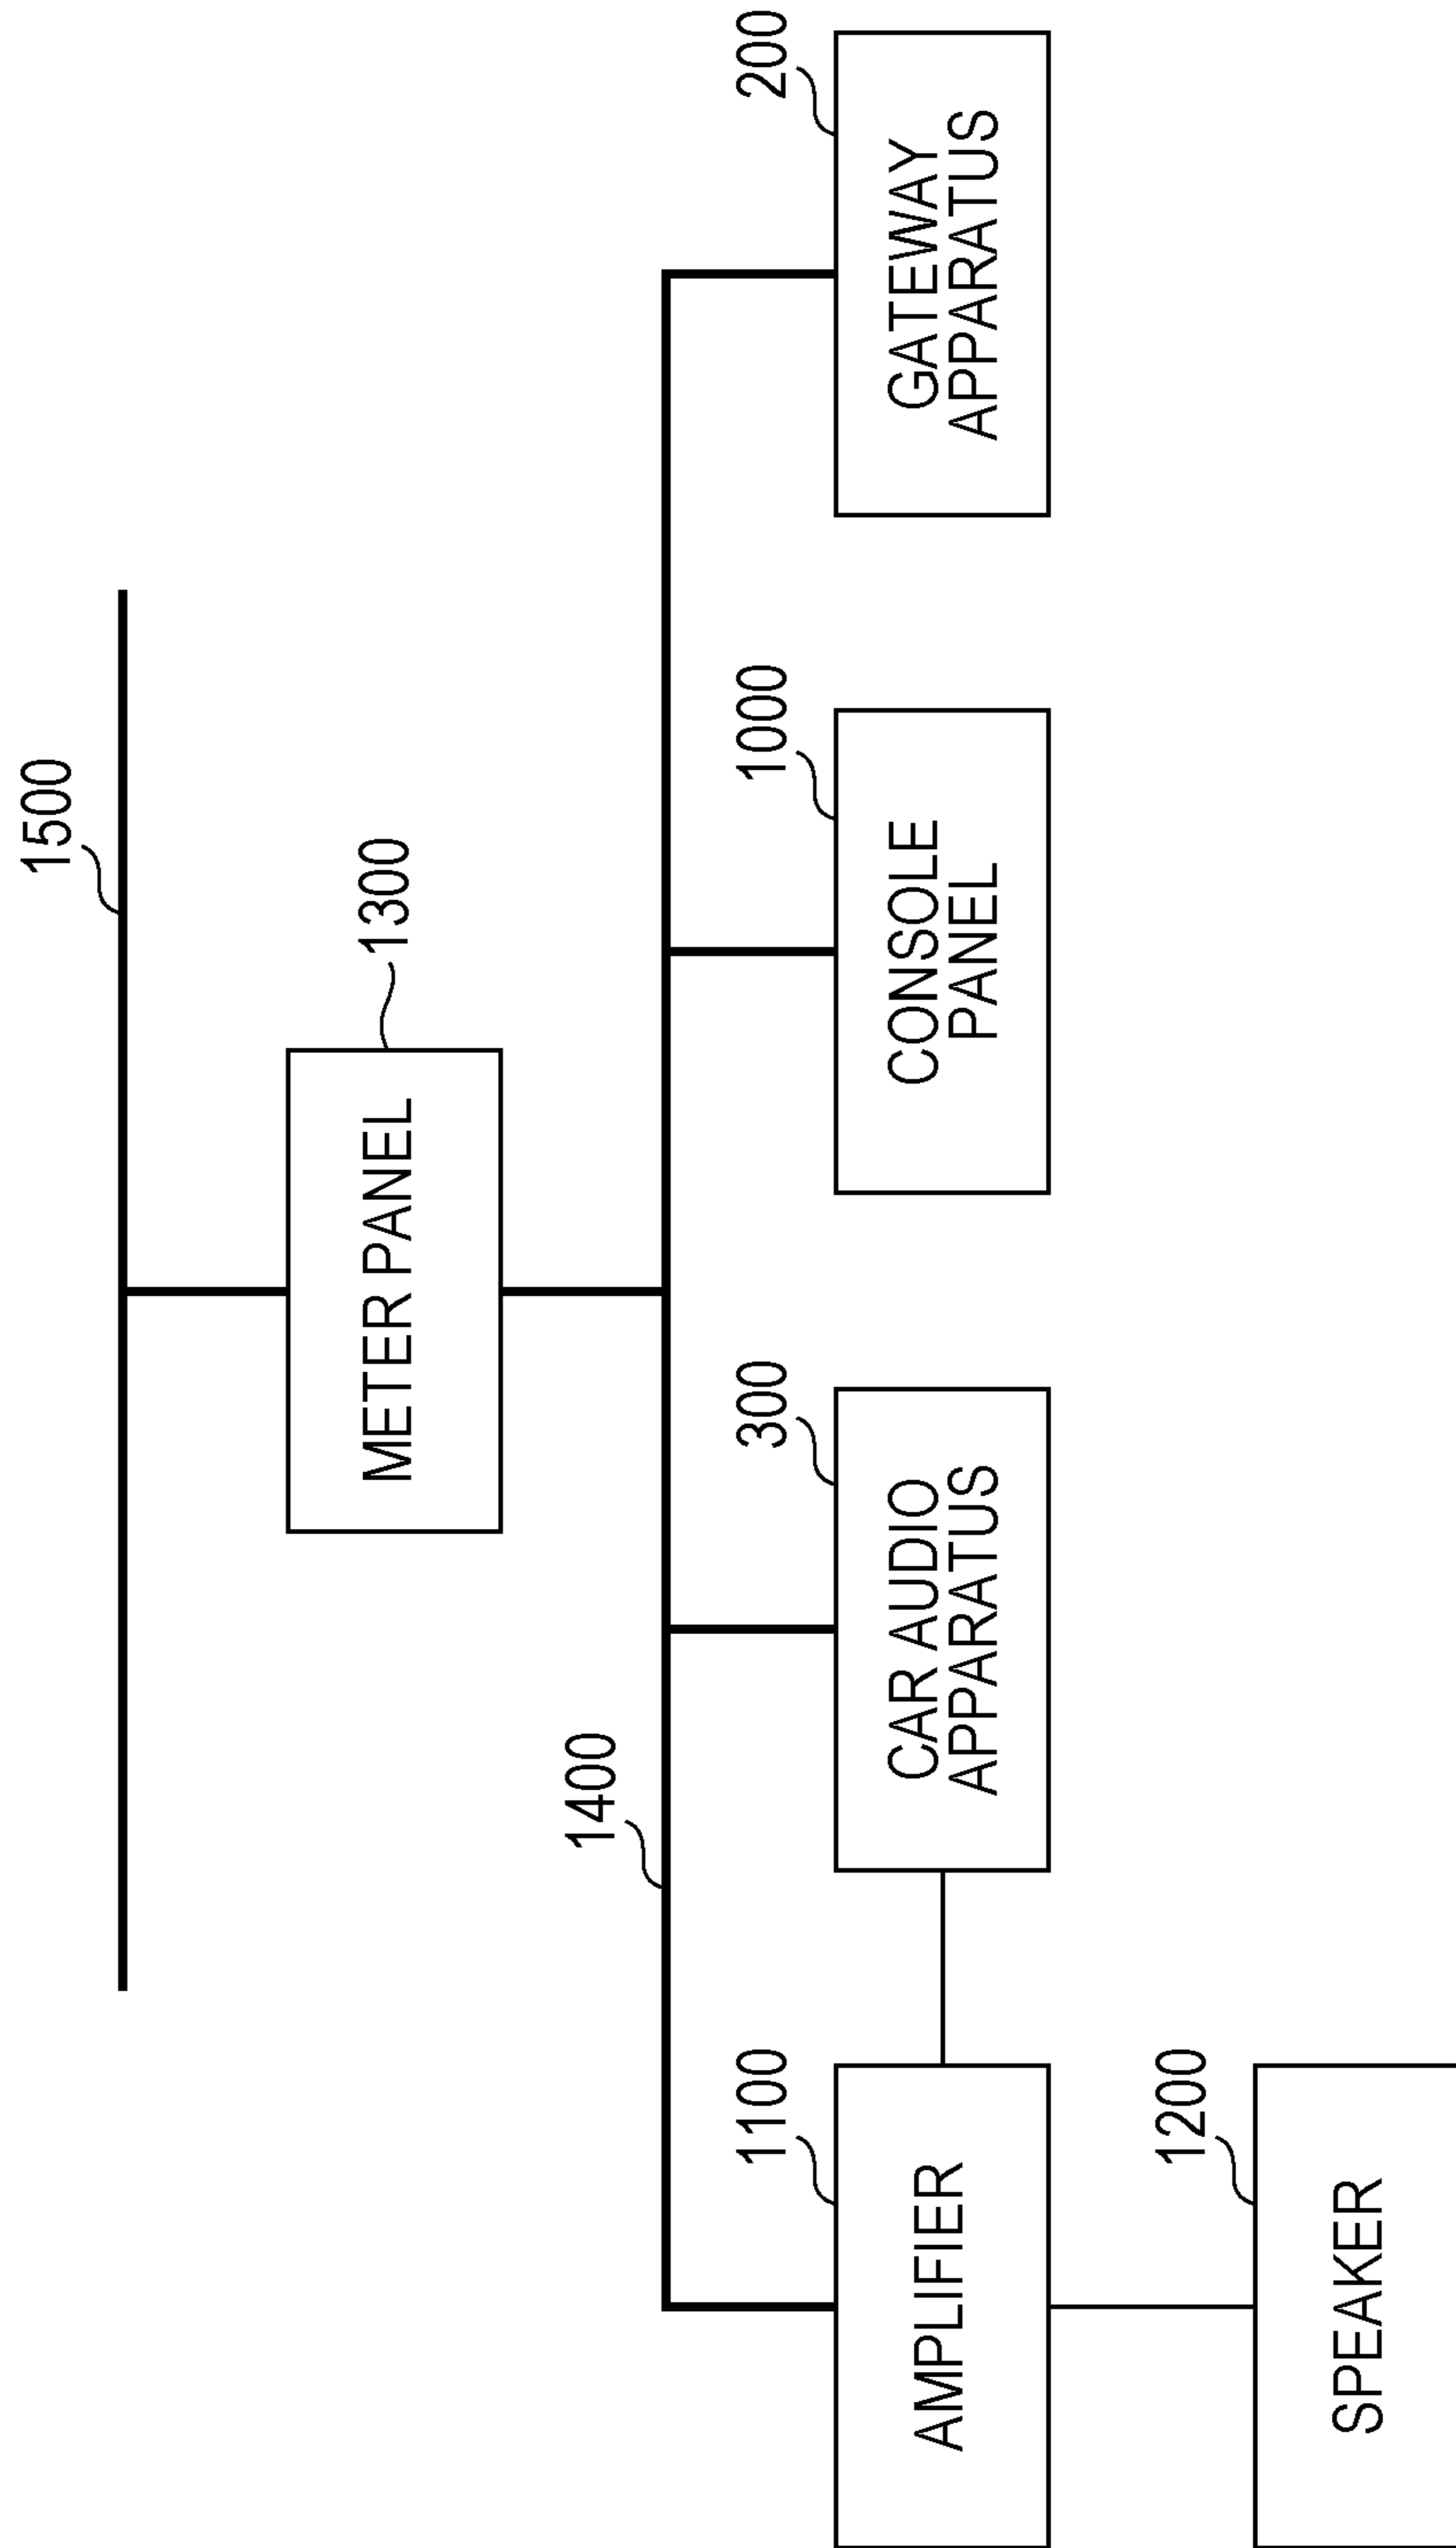 1500
METER PANEL
1300
1400
1100
AMPLIFIER
300
CAR AUDIO
APPARATUS
1000
CONSOLE
PANEL
200
GATEWAY
APPARATUS
1200
SPEAKER